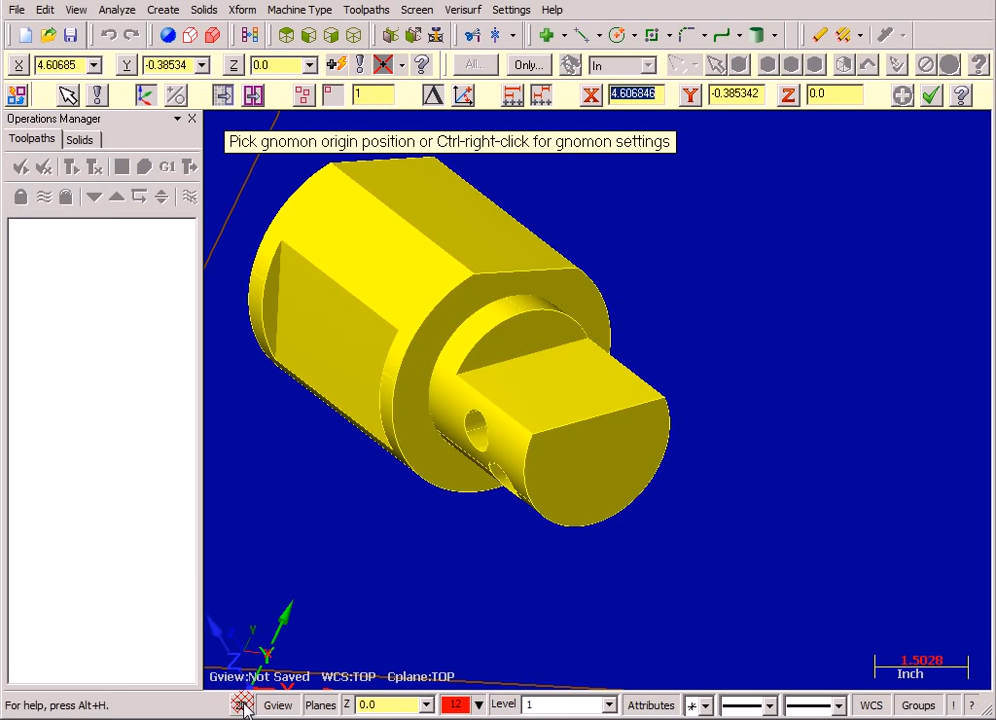 File Edit View Analyze Create Solids Xform Machine Type Toolpaths Screen Verisurf Settings Help
X 4.60685 Y -0.38534 Z 0.0 All... Only... In
1 X 4.606846 Y -0.385342 Z 0.0
Operations Manager
Toolpaths Solids
G1
Pick gnomon origin position or Ctrl-right-click for gnomon settings
Y
Z Y
Gview:Not Saved WCS:TOP Cplane:TOP
1.5028
Inch
For help, press Alt+H. Gview Planes Z 0.0 12 Level 1 Attributes WCS Groups ! ?